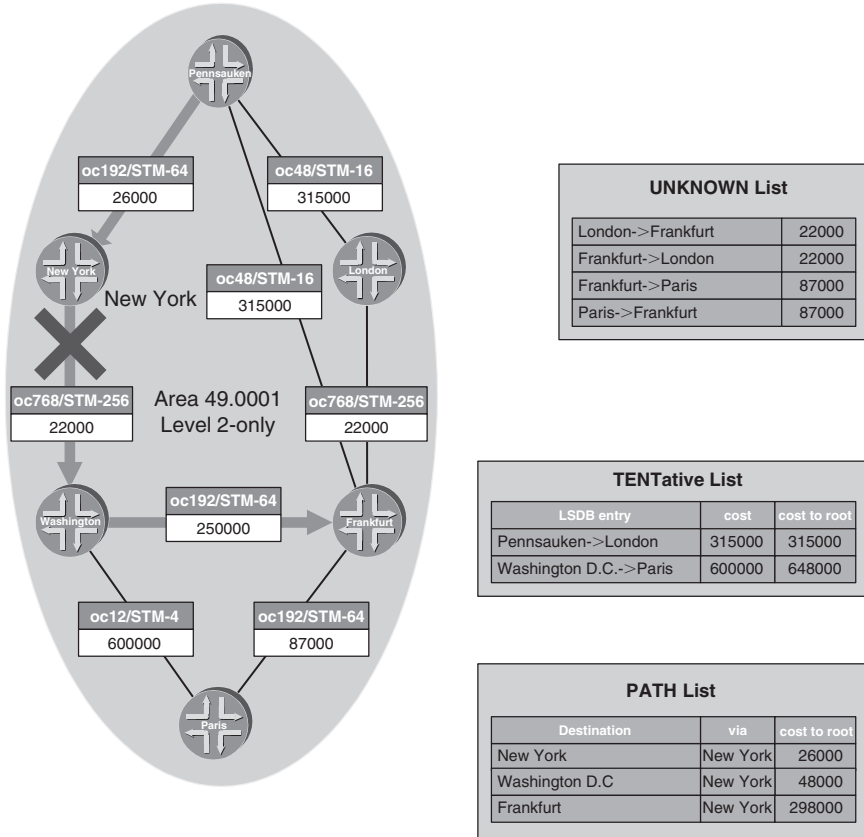 Pennsauken
oc192/STM-64
26000
oc48/STM-16
315000
New York
London
New York
oc48/STM-16
315000
oc768/STM-256
22000
Area 49.0001
Level 2-only
oc768/STM-256
22000
oc192/STM-64
250000
Washington
Frankfurt
oc12/STM-4
600000
oc192/STM-64
87000
Paris
UNKNOWN List
London->Frankfurt 22000
Frankfurt->London 22000
Frankfurt->Paris 87000
Paris->Frankfurt 87000
TENTative List
LSDB entry cost cost to root
Pennsauken->London 315000 315000
Washington D.C.->Paris 600000 648000
PATH List
Destination via cost to root
New York New York 26000
Washington D.C New York 48000
Frankfurt New York 298000